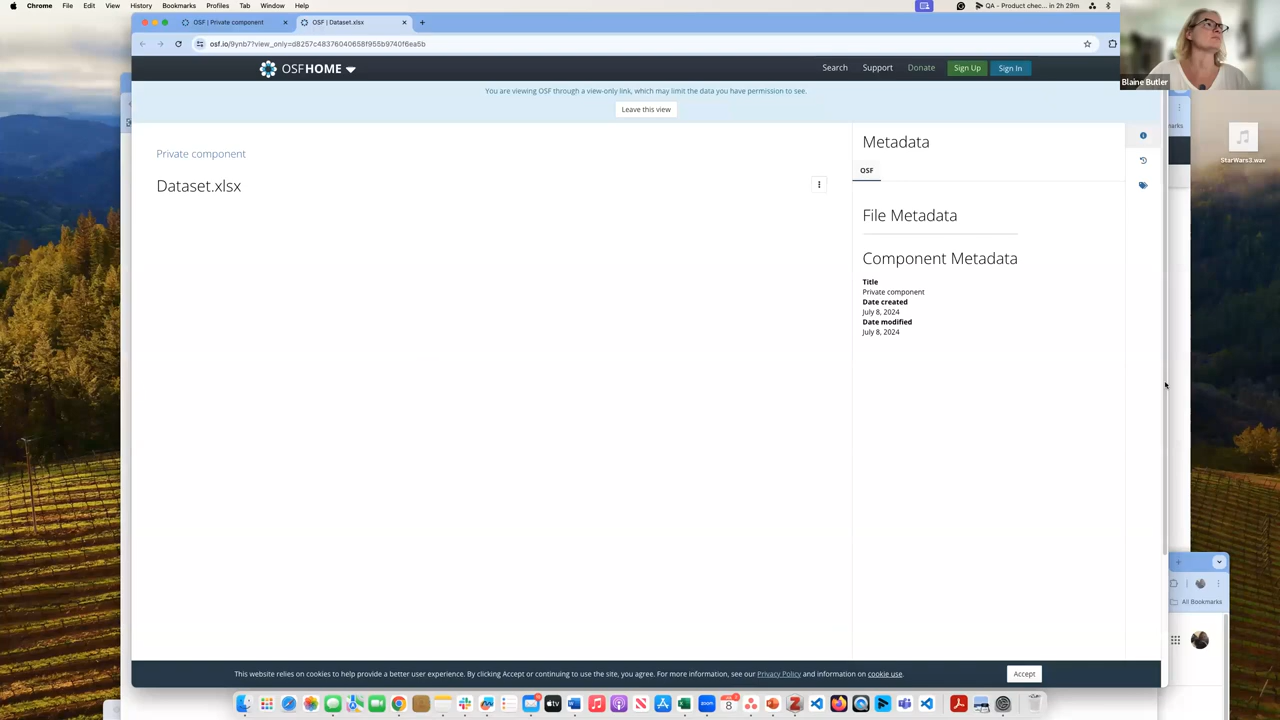 Chrome File Edit View History Bookmarks Profiles Tab Window Help
QA - Product chec... in 2h 29m
OSF | Private component
OSF | Dataset.xlsx
osf.io/9ynb7?view_only=d8257c48376040658f955b9740f6ea5b
OSFHOME
Search Support Donate Sign Up Sign In
Blaine Butler
You are viewing OSF through a view-only link, which may limit the data you have permission to see.
Leave this view
Private component
Dataset.xlsx
Metadata
OSF
File Metadata
Component Metadata
Title
Private component
Date created
July 8, 2024
Date modified
July 8, 2024
StarWars3.wav
All Bookmarks
This website relies on cookies to help provide a better user experience. By clicking Accept or continuing to use the site, you agree. For more information, see our Privacy Policy and information on cookie use.
Accept